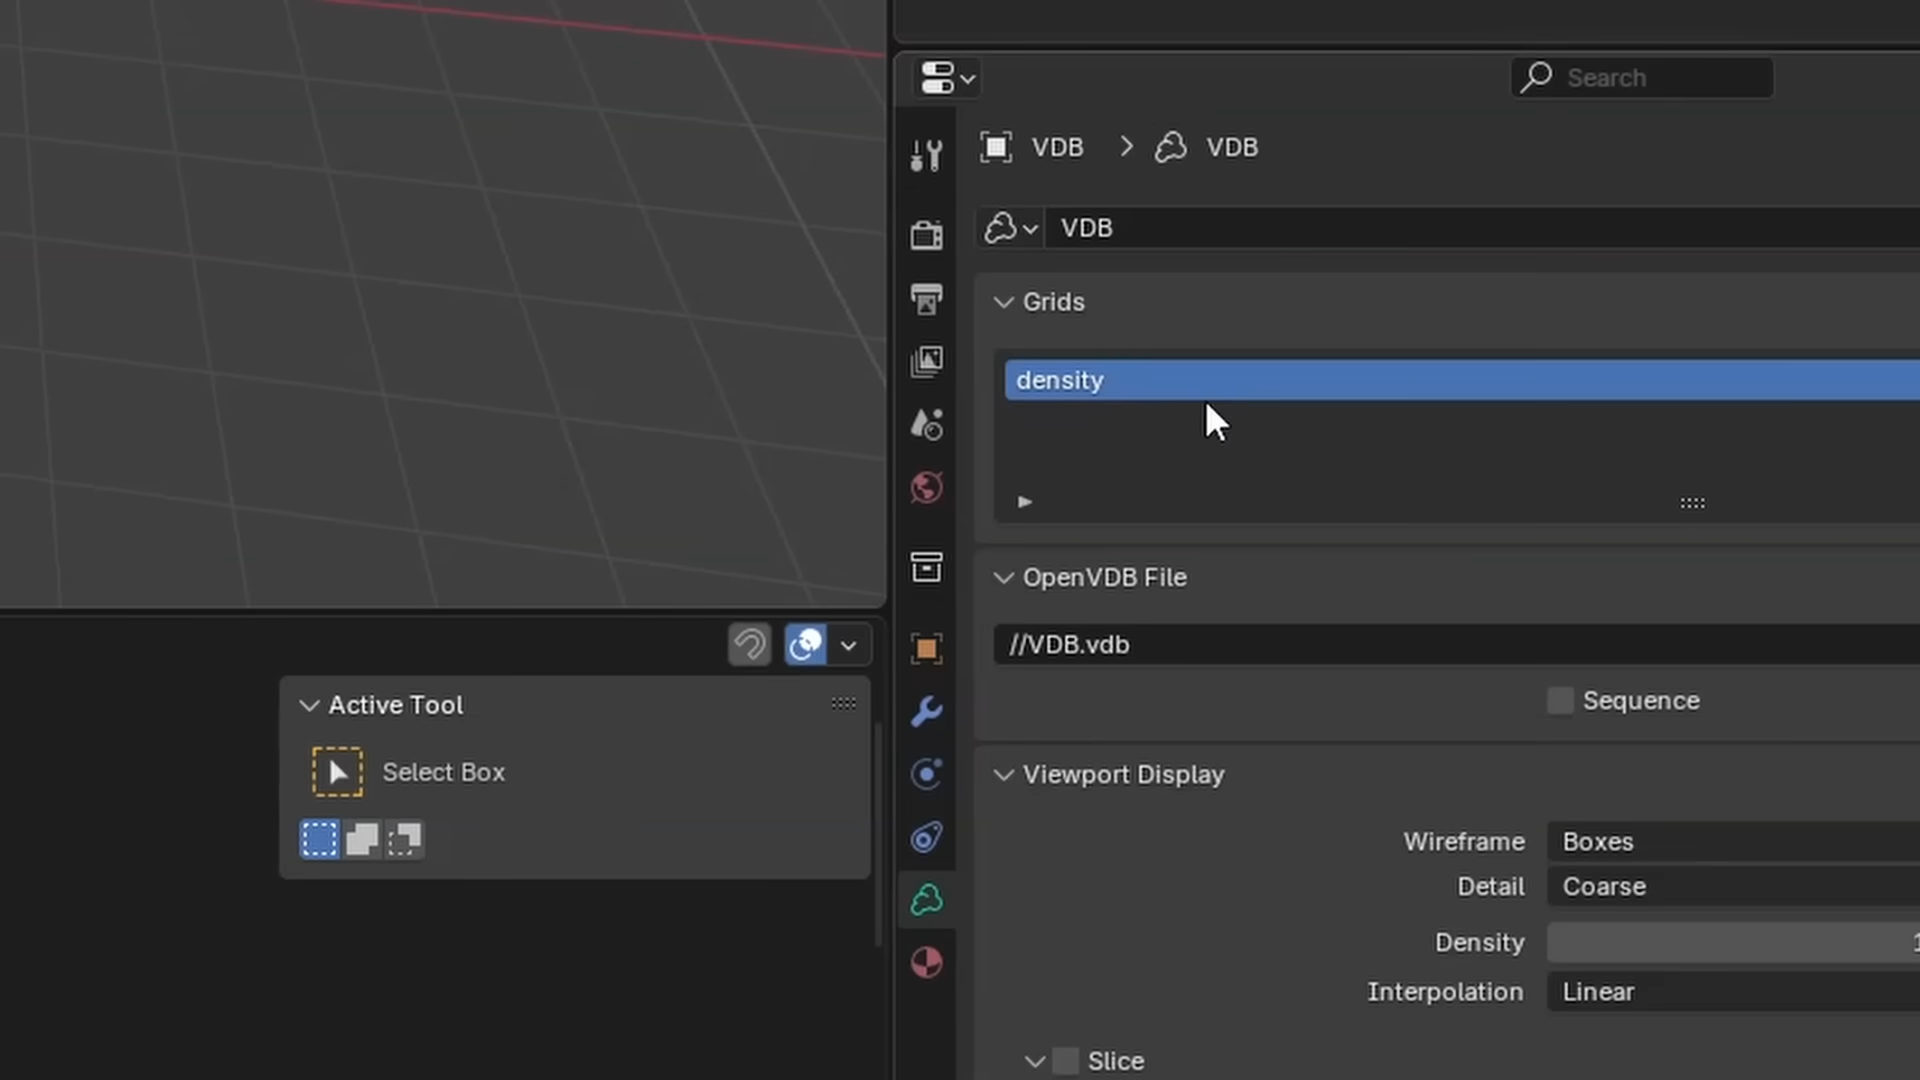 Search
VDB > VDB
VDB
Grids
density
OpenVDB File
//VDB.vdb
Sequence
Viewport Display
Wireframe Boxes
Detail Coarse
Density
Interpolation Linear
Slice
Active Tool
Select Box